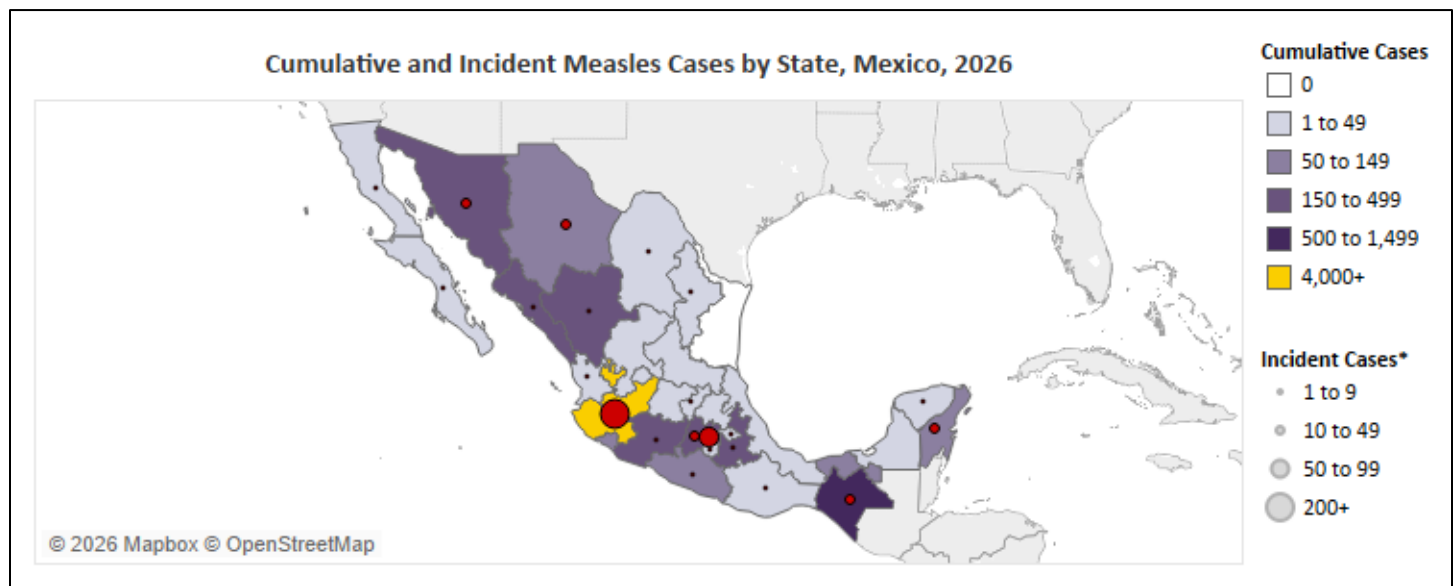 Cumulative and Incident Measles Cases by State, Mexico, 2026
Cumulative Cases
0
1 to 49
50 to 149
150 to 499
500 to 1,499
4,000+
Incident Cases*
1 to 9
10 to 49
50 to 99
200+
© 2026 Mapbox © OpenStreetMap